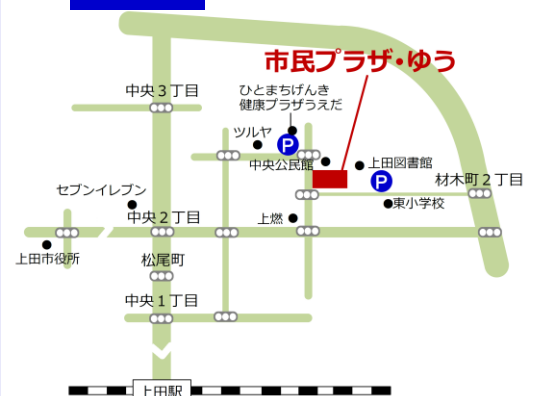 市民プラザ・ゆう
中央３丁目
ひとまちげんき
健康プラザうえだ
ツルヤ
P
中央公民館
上田図書館
P
材木町２丁目
セブンイレブン
東小学校
中央２丁目
上燃
上田市役所
松尾町
中央１丁目
上田駅